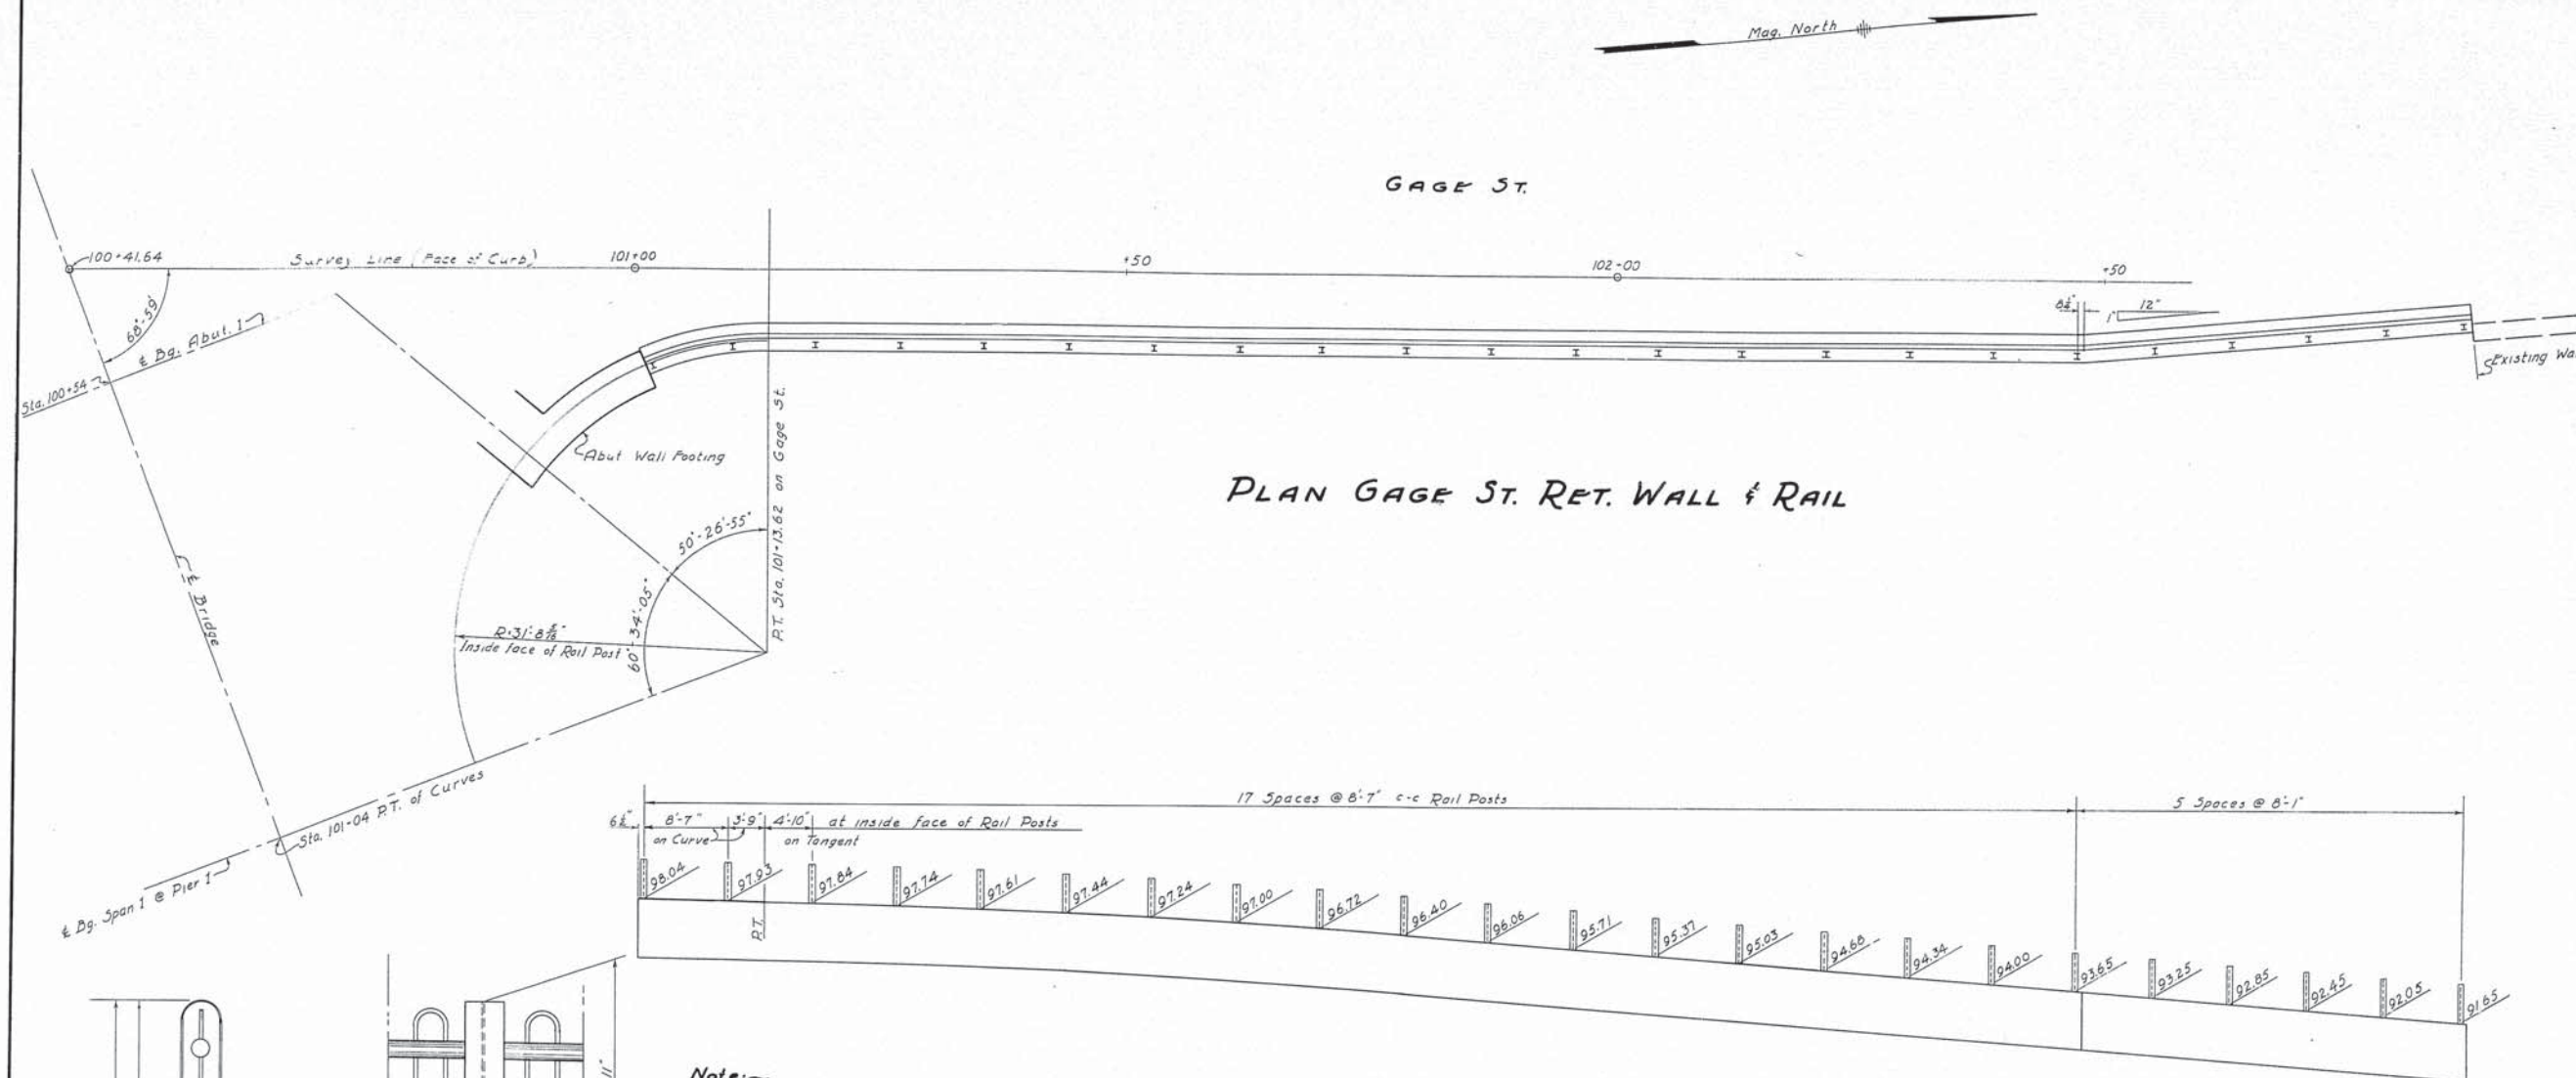 Mag. North
GAGE ST.
100+41.64
Survey Line (Face of Curb)
101+00
+50
102+00
+50
68°-59'
℄ Bg. Abut. 1
Sta. 100+54
8¼"
1"
12"
Existing Wa
Abut Wall Footing
P.T. Sta. 101+13.62 on Gage St.
PLAN GAGE ST. RET. WALL & RAIL
50°-26'-55"
60°-34'-05"
℄ Bridge
R=31'-8 5/16"
Inside face of Rail Post
Sta. 101+04 P.T. of Curves
℄ Bg. Span 1 @ Pier 1
17 Spaces @ 8'-7" c-c Rail Posts
5 Spaces @ 8'-1"
8'-7"
3'-9"
4'-10"
at inside face of Rail Posts
on Curve
on Tangent
98.04
97.93
97.84
97.74
97.61
97.44
97.24
97.00
96.72
96.40
96.06
95.71
95.37
95.03
94.68
94.34
94.00
93.65
93.25
92.85
92.45
92.05
91.65
P.T.
11"
Note: